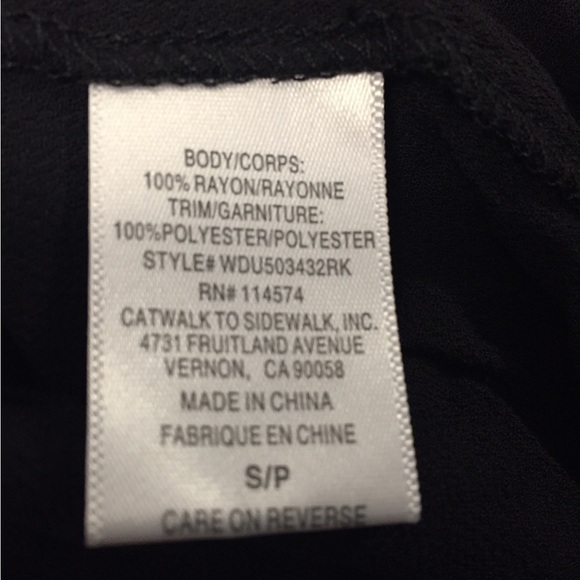 BODY/CORPS:
100% RAYON/RAYONNE
TRIM/GARNITURE:
100%POLYESTER/POLYESTER
STYLE# WDU503432RK
RN# 114574
CATWALK TO SIDEWALK, INC.
4731 FRUITLAND AVENUE
VERNON, CA 90058
MADE IN CHINA
FABRIQUE EN CHINE
S/P
CARE ON REVERSE